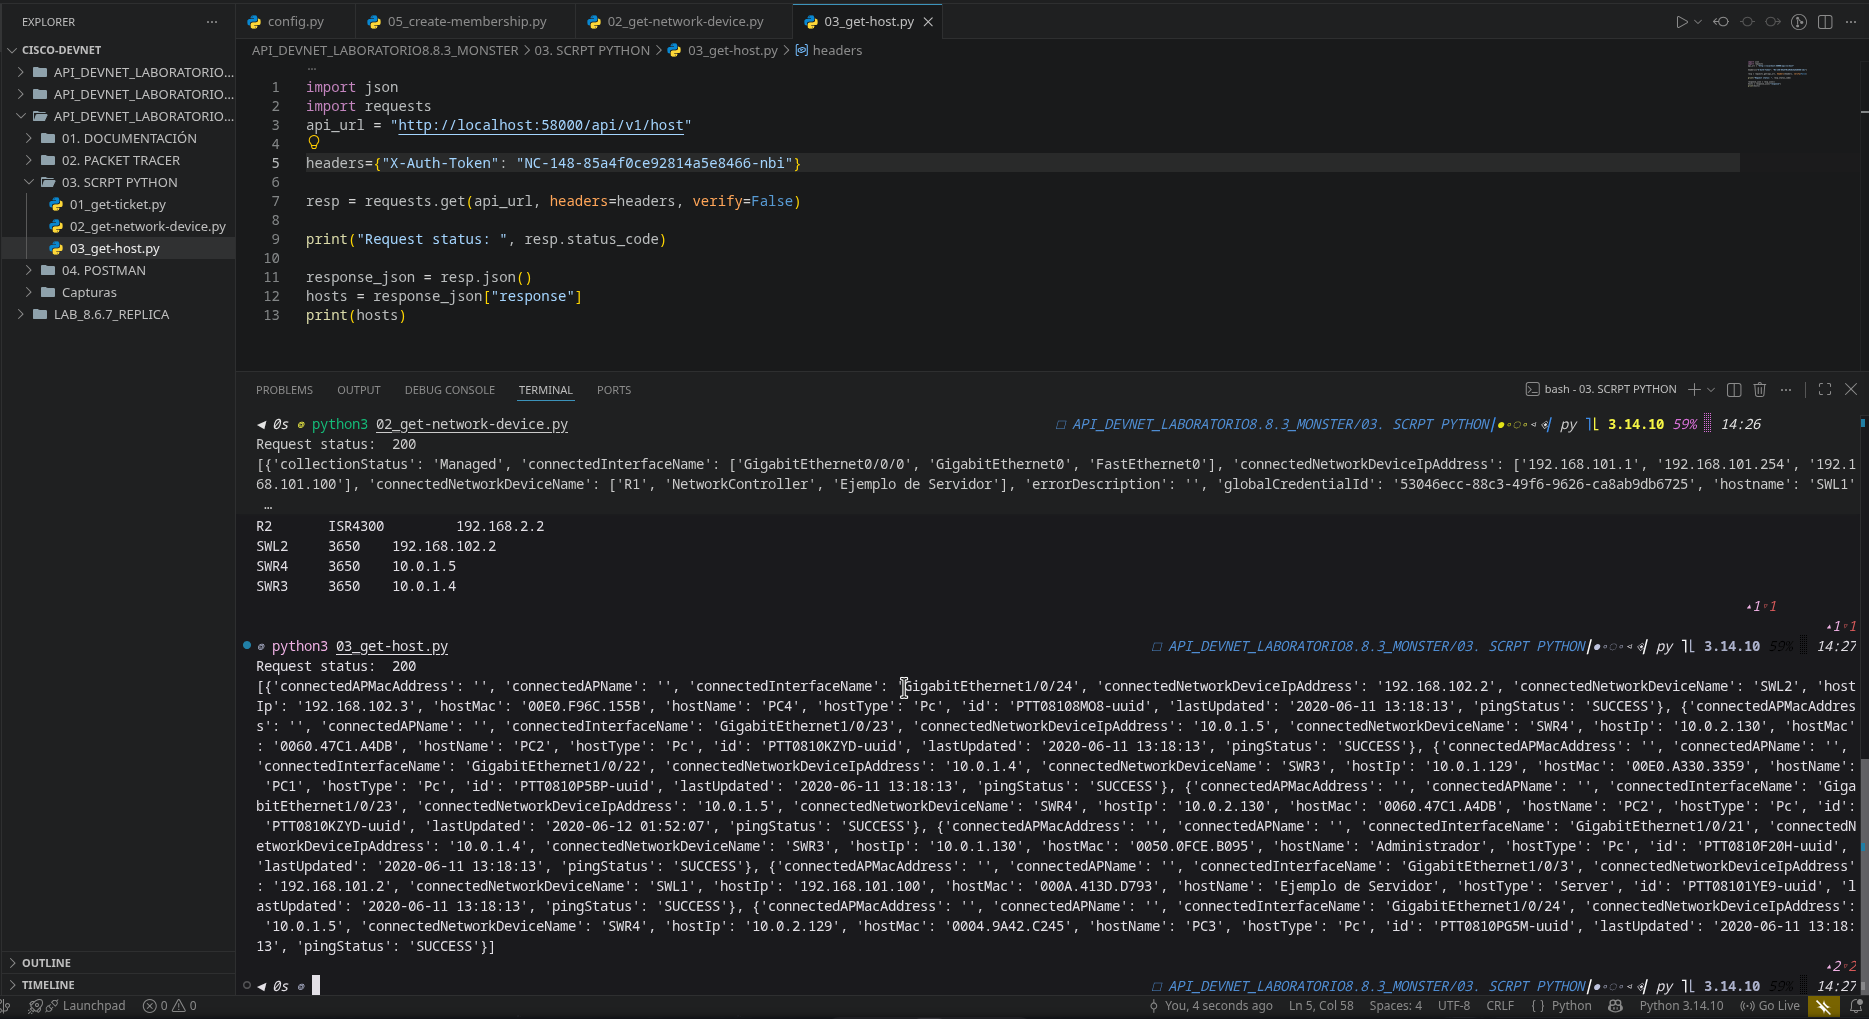 EXPLORER
CISCO-DEVNET
API_DEVNET_LABORATORIO...
API_DEVNET_LABORATORIO...
API_DEVNET_LABORATORIO...
01. DOCUMENTACIÓN
02. PACKET TRACER
03. SCRPT PYTHON
01_get-ticket.py
02_get-network-device.py
03_get-host.py
04. POSTMAN
Capturas
LAB_8.6.7_REPLICA
OUTLINE
TIMELINE
config.py 05_create-membership.py 02_get-network-device.py 03_get-host.py
API_DEVNET_LABORATORIO8.8.3_MONSTER > 03. SCRPT PYTHON > 03_get-host.py > headers
1 import json
2 import requests
3 api_url = "http://localhost:58000/api/v1/host"
4
5 headers={"X-Auth-Token": "NC-148-85a4f0ce92814a5e8466-nbi"}
6
7 resp = requests.get(api_url, headers=headers, verify=False)
8
9 print("Request status: ", resp.status_code)
10
11 response_json = resp.json()
12 hosts = response_json["response"]
13 print(hosts)
PROBLEMS OUTPUT DEBUG CONSOLE TERMINAL PORTS
bash - 03. SCRPT PYTHON
0s python3 02_get-network-device.py API_DEVNET_LABORATORIO8.8.3_MONSTER/03. SCRPT PYTHON py 3.14.10 59% 14:26
Request status:  200
[{'collectionStatus': 'Managed', 'connectedInterfaceName': ['GigabitEthernet0/0/0', 'GigabitEthernet0', 'FastEthernet0'], 'connectedNetworkDeviceIpAddress': ['192.168.101.1', '192.168.101.254', '192.1
68.101.100'], 'connectedNetworkDeviceName': ['R1', 'NetworkController', 'Ejemplo de Servidor'], 'errorDescription': '', 'globalCredentialId': '53046ecc-88c3-49f6-9626-ca8ab9db6725', 'hostname': 'SWL1'
…
R2 ISR4300 192.168.2.2
SWL2 3650 192.168.102.2
SWR4 3650 10.0.1.5
SWR3 3650 10.0.1.4
1 1
1 1
python3 03_get-host.py API_DEVNET_LABORATORIO8.8.3_MONSTER/03. SCRPT PYTHON py 3.14.10 59% 14:27
Request status:  200
[{'connectedAPMacAddress': '', 'connectedAPName': '', 'connectedInterfaceName': 'GigabitEthernet1/0/24', 'connectedNetworkDeviceIpAddress': '192.168.102.2', 'connectedNetworkDeviceName': 'SWL2', 'host
Ip': '192.168.102.3', 'hostMac': '00E0.F96C.155B', 'hostName': 'PC4', 'hostType': 'Pc', 'id': 'PTT08108MO8-uuid', 'lastUpdated': '2020-06-11 13:18:13', 'pingStatus': 'SUCCESS'}, {'connectedAPMacAddres
s': '', 'connectedAPName': '', 'connectedInterfaceName': 'GigabitEthernet1/0/23', 'connectedNetworkDeviceIpAddress': '10.0.1.5', 'connectedNetworkDeviceName': 'SWR4', 'hostIp': '10.0.2.130', 'hostMac'
: '0060.47C1.A4DB', 'hostName': 'PC2', 'hostType': 'Pc', 'id': 'PTT0810KZYD-uuid', 'lastUpdated': '2020-06-11 13:18:13', 'pingStatus': 'SUCCESS'}, {'connectedAPMacAddress': '', 'connectedAPName': '',
'connectedInterfaceName': 'GigabitEthernet1/0/22', 'connectedNetworkDeviceIpAddress': '10.0.1.4', 'connectedNetworkDeviceName': 'SWR3', 'hostIp': '10.0.1.129', 'hostMac': '00E0.A330.3359', 'hostName':
'PC1', 'hostType': 'Pc', 'id': 'PTT0810P5BP-uuid', 'lastUpdated': '2020-06-11 13:18:13', 'pingStatus': 'SUCCESS'}, {'connectedAPMacAddress': '', 'connectedAPName': '', 'connectedInterfaceName': 'Giga
bitEthernet1/0/23', 'connectedNetworkDeviceIpAddress': '10.0.1.5', 'connectedNetworkDeviceName': 'SWR4', 'hostIp': '10.0.2.130', 'hostMac': '0060.47C1.A4DB', 'hostName': 'PC2', 'hostType': 'Pc', 'id':
'PTT0810KZYD-uuid', 'lastUpdated': '2020-06-12 01:52:07', 'pingStatus': 'SUCCESS'}, {'connectedAPMacAddress': '', 'connectedAPName': '', 'connectedInterfaceName': 'GigabitEthernet1/0/21', 'connectedN
etworkDeviceIpAddress': '10.0.1.4', 'connectedNetworkDeviceName': 'SWR3', 'hostIp': '10.0.1.130', 'hostMac': '0050.0FCE.B095', 'hostName': 'Administrador', 'hostType': 'Pc', 'id': 'PTT0810F20H-uuid',
'lastUpdated': '2020-06-11 13:18:13', 'pingStatus': 'SUCCESS'}, {'connectedAPMacAddress': '', 'connectedAPName': '', 'connectedInterfaceName': 'GigabitEthernet1/0/3', 'connectedNetworkDeviceIpAddress'
: '192.168.101.2', 'connectedNetworkDeviceName': 'SWL1', 'hostIp': '192.168.101.100', 'hostMac': '000A.413D.D793', 'hostName': 'Ejemplo de Servidor', 'hostType': 'Server', 'id': 'PTT08101YE9-uuid', 'l
astUpdated': '2020-06-11 13:18:13', 'pingStatus': 'SUCCESS'}, {'connectedAPMacAddress': '', 'connectedAPName': '', 'connectedInterfaceName': 'GigabitEthernet1/0/24', 'connectedNetworkDeviceIpAddress':
'10.0.1.5', 'connectedNetworkDeviceName': 'SWR4', 'hostIp': '10.0.2.129', 'hostMac': '0004.9A42.C245', 'hostName': 'PC3', 'hostType': 'Pc', 'id': 'PTT0810PG5M-uuid', 'lastUpdated': '2020-06-11 13:18:
13', 'pingStatus': 'SUCCESS'}]
2 2
0s API_DEVNET_LABORATORIO8.8.3_MONSTER/03. SCRPT PYTHON py 3.14.10 59% 14:27
Launchpad 0 0 You, 4 seconds ago Ln 5, Col 58 Spaces: 4 UTF-8 CRLF { } Python Python 3.14.10 Go Live